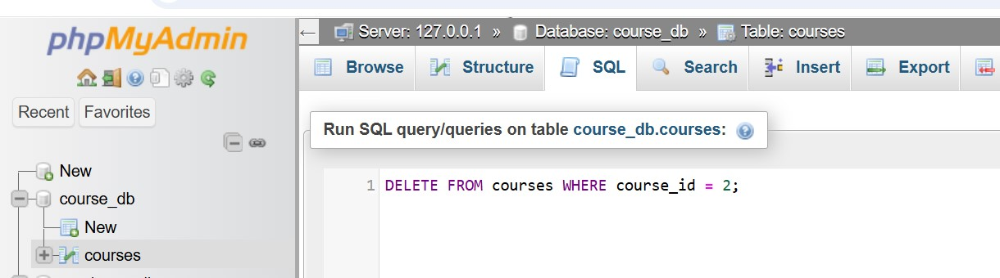 phpMyAdmin
Recent Favorites
New
course_db
New
courses
Server: 127.0.0.1 » Database: course_db » Table: courses
Browse Structure SQL Search Insert Export
Run SQL query/queries on table course_db.courses:
1 DELETE FROM courses WHERE course_id = 2;